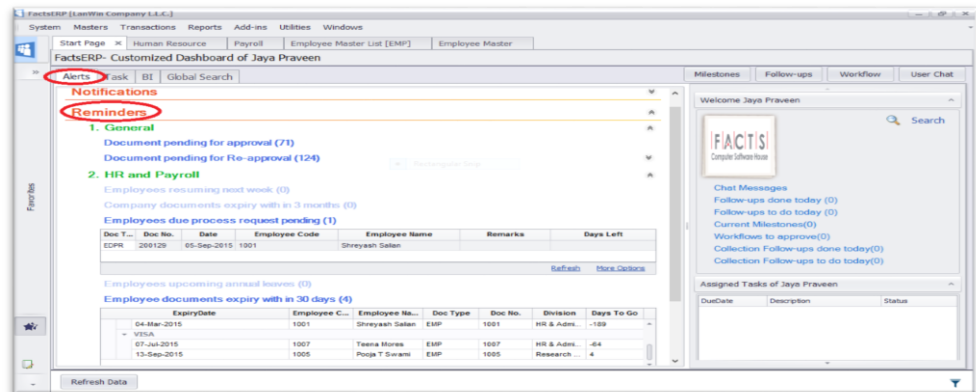 FactsERP [LanWin Company L.L.C.]
System Masters Transactions Reports Add-ins Utilities Windows
Start Page × Human Resource Payroll Employee Master List [EMP] Employee Master
FactsERP- Customized Dashboard of Jaya Praveen
Alerts Task BI Global Search
Milestones Follow-ups Workflow User Chat
Notifications
Reminders
1. General
Document pending for approval (71)
Document pending for Re-approval (124)
2. HR and Payroll
Employees resuming next week (0)
Company documents expiry with in 3 months (0)
Employees due process request pending (1)
Doc T... Doc No. Date Employee Code Employee Name Remarks Days Left
EDPR 200129 05-Sep-2015 1001 Shreyash Salian
Refresh More Options
Employees upcoming annual leaves (0)
Employee documents expiry with in 30 days (4)
ExpiryDate Employee C... Employee Na... Doc Type Doc No. Division Days To Go
04-Mar-2015 1001 Shreyash Salian EMP 1001 HR & Admi... -189
VISA
07-Jul-2015 1007 Teena Mores EMP 1007 HR & Admi... -64
13-Sep-2015 1005 Pooja T Swami EMP 1005 Research ... 4
Refresh Data
Favorites
Welcome Jaya Praveen
Search
FACTS
Computer Software House
Chat Messages
Follow-ups done today (0)
Follow-ups to do today (0)
Current Milestones(0)
Workflows to approve(0)
Collection Follow-ups done today(0)
Collection Follow-ups to do today(0)
Assigned Tasks of Jaya Praveen
DueDate Description Status